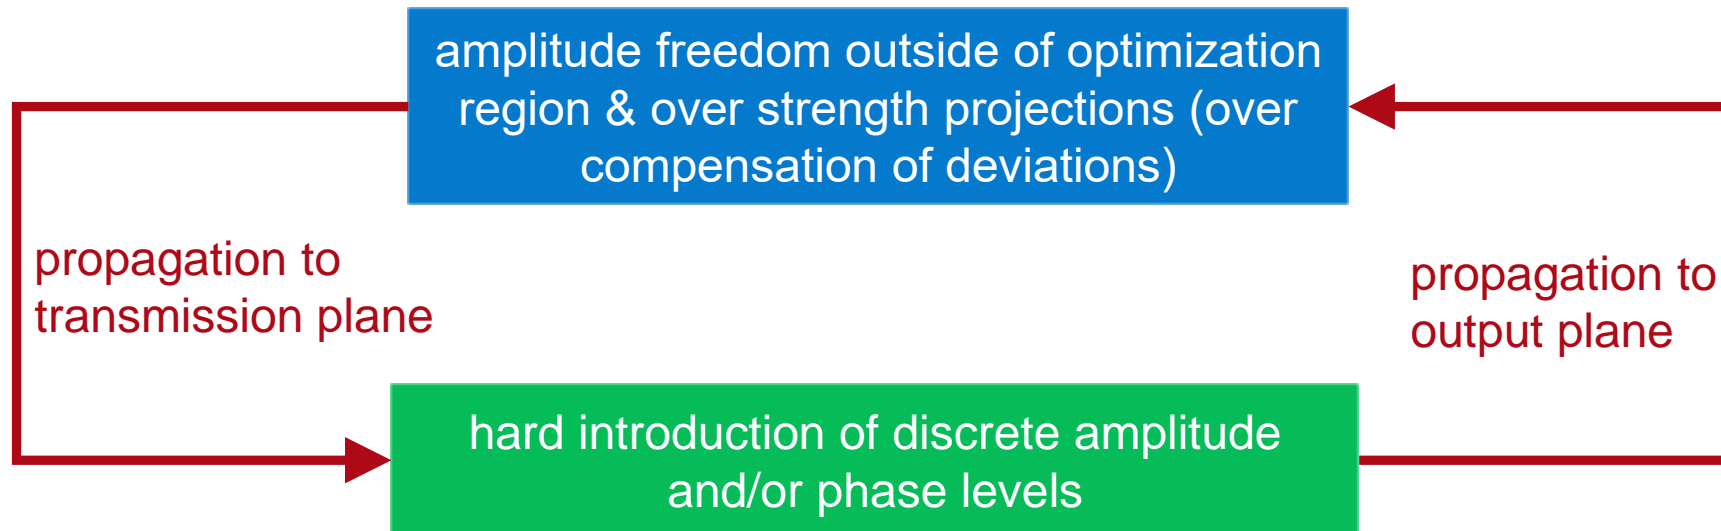 amplitude freedom outside of optimization
region & over strength projections (over
compensation of deviations)
propagation to
transmission plane
propagation to
output plane
hard introduction of discrete amplitude
and/or phase levels